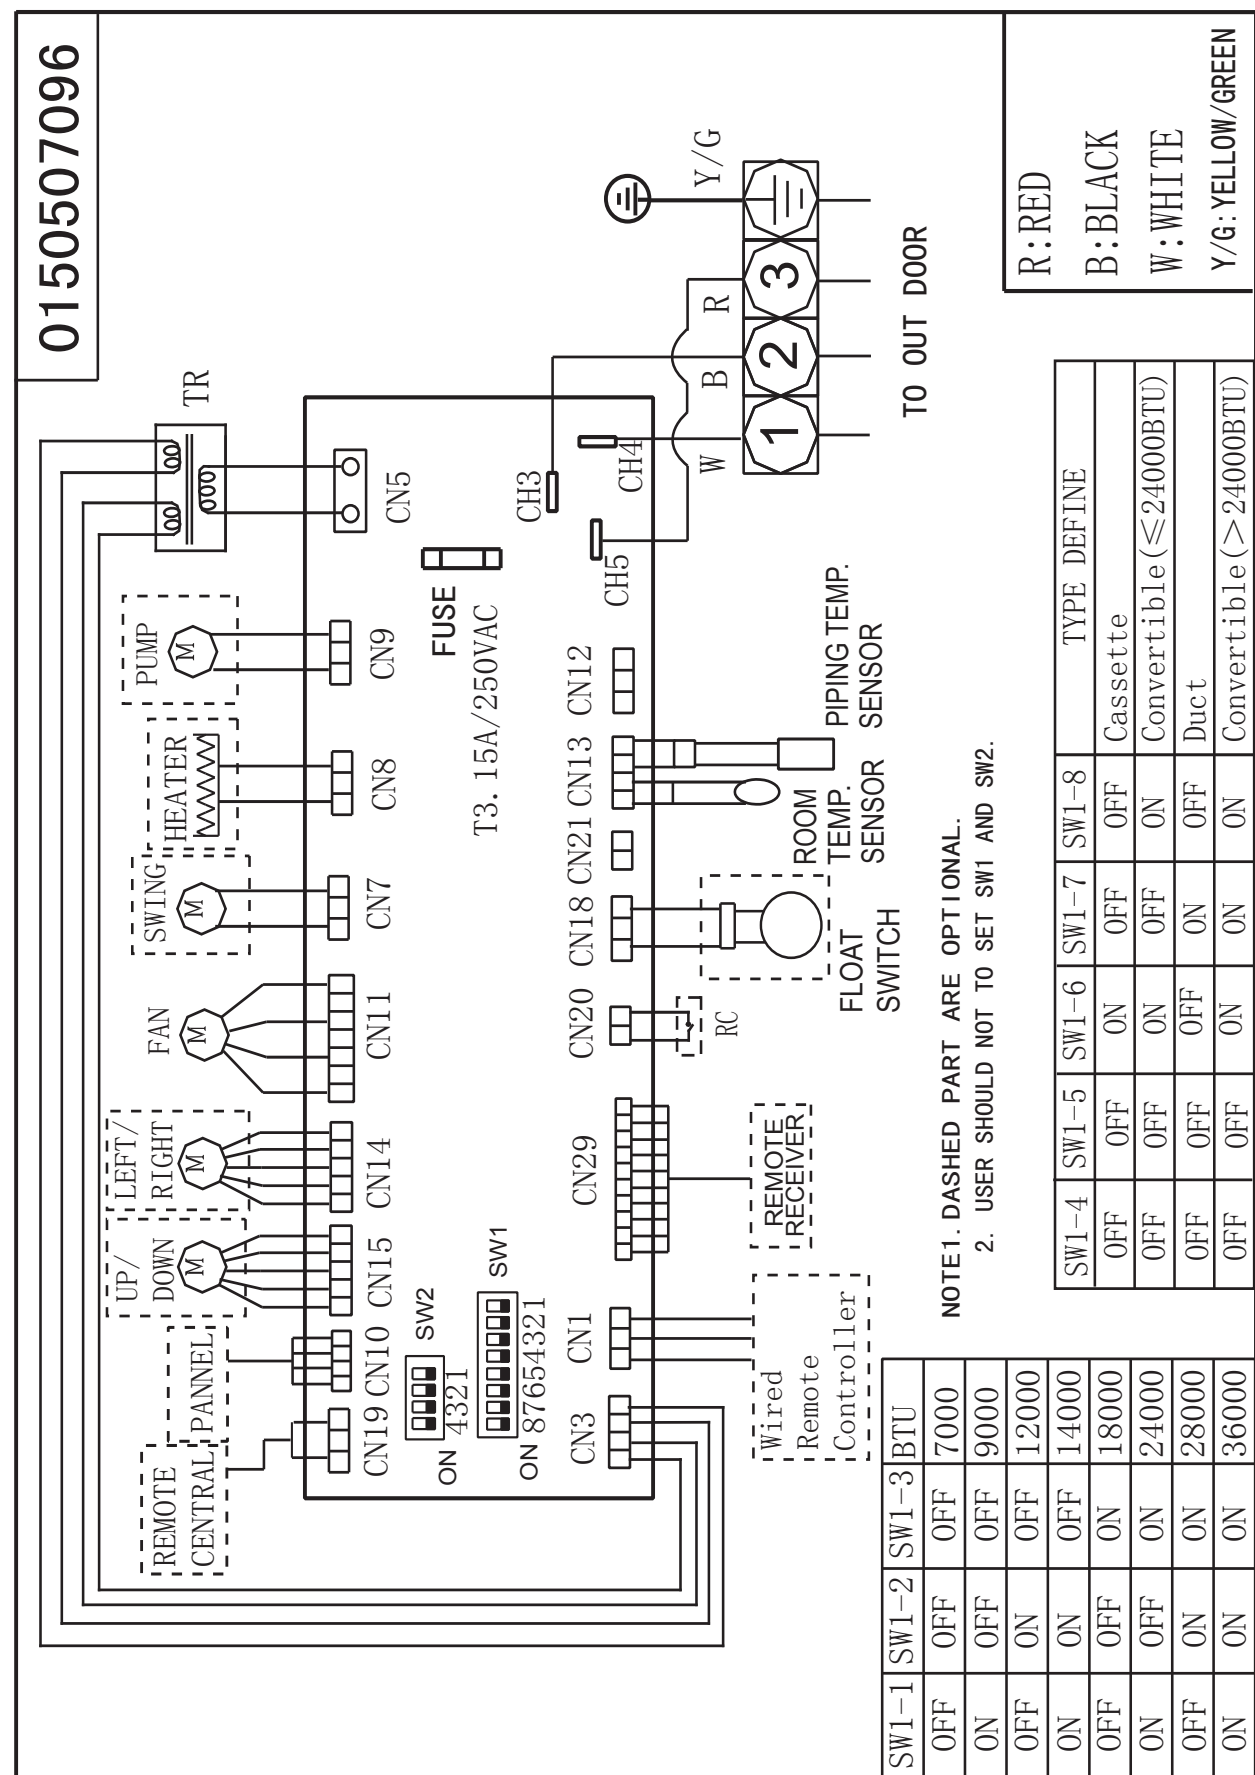 0150507096
UP/
DOWN
M
LEFT/
RIGHT
M
FAN
M
SWING
M
HEATER
PUMP
M
TR
REMOTE
CENTRAL
PANNEL
CN19
CN10
CN15
CN14
CN11
CN7
CN8
CN9
CN5
ON
4321
SW2
ON
87654321
SW1
FUSE
T3. 15A/250VAC
CH3
CH4
CH5
CN3
CN1
CN29
CN20
CN18
CN21
CN13
CN12
Wired
Remote
Controller
REMOTE
RECEIVER
RC
FLOAT
SWITCH
ROOM
TEMP.
SENSOR
PIPING TEMP.
SENSOR
W
B
R
Y/G
1
2
3
TO OUT DOOR
NOTE1. DASHED PART ARE OPTIONAL.
2. USER SHOULD NOT TO SET SW1 AND SW2.
R:RED
B:BLACK
W:WHITE
Y/G:YELLOW/GREEN
SW1-1 SW1-2 SW1-3 BTU
OFF OFF OFF 7000
ON OFF OFF 9000
OFF ON OFF 12000
ON ON OFF 14000
OFF OFF ON 18000
ON OFF ON 24000
OFF ON ON 28000
ON ON ON 36000
SW1-4 SW1-5 SW1-6 SW1-7 SW1-8 TYPE DEFINE
OFF OFF ON OFF OFF Cassette
OFF OFF ON OFF ON Convertible(≤24000BTU)
OFF OFF OFF ON OFF Duct
OFF OFF ON ON ON Convertible(>24000BTU)